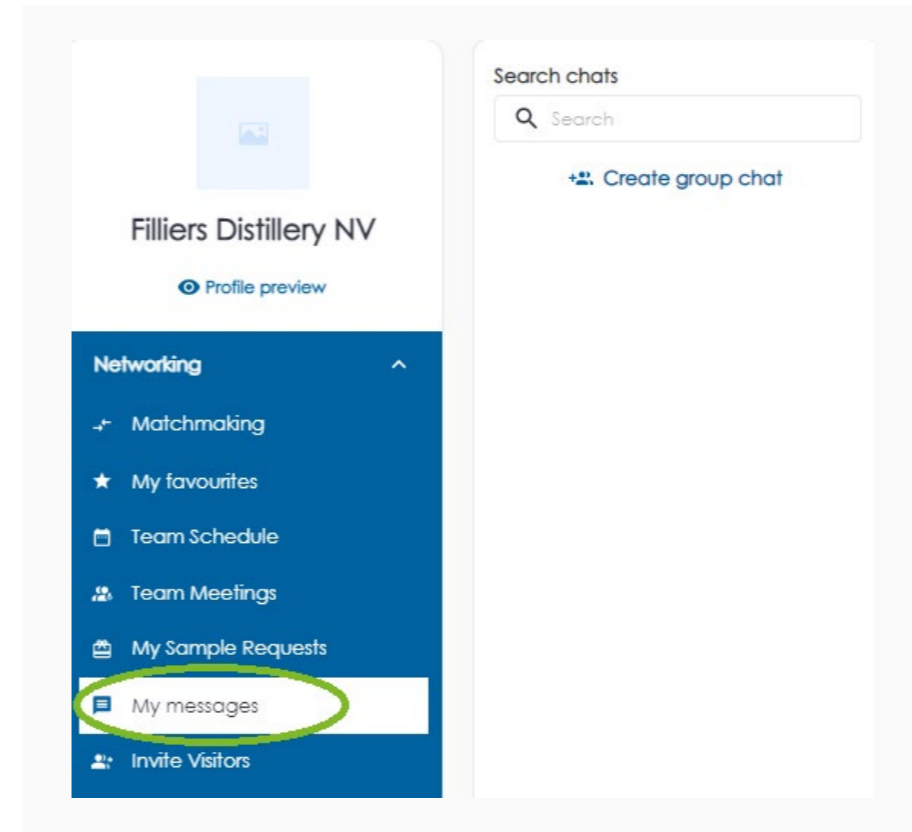 Filliers Distillery NV
Profile preview
Networking
Matchmaking
My favourites
Team Schedule
Team Meetings
My Sample Requests
My messages
Invite Visitors
Search chats
Search
Create group chat